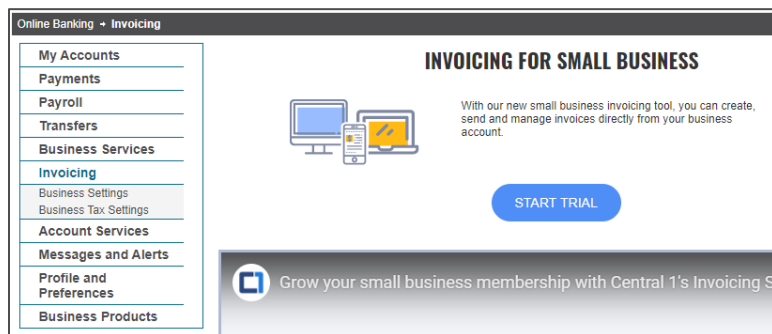 Online Banking → Invoicing
My Accounts
Payments
Payroll
Transfers
Business Services
Invoicing
Business Settings
Business Tax Settings
Account Services
Messages and Alerts
Profile and
Preferences
Business Products
INVOICING FOR SMALL BUSINESS
With our new small business invoicing tool, you can create,
send and manage invoices directly from your business
account.
START TRIAL
C1
Grow your small business membership with Central 1's Invoicing S